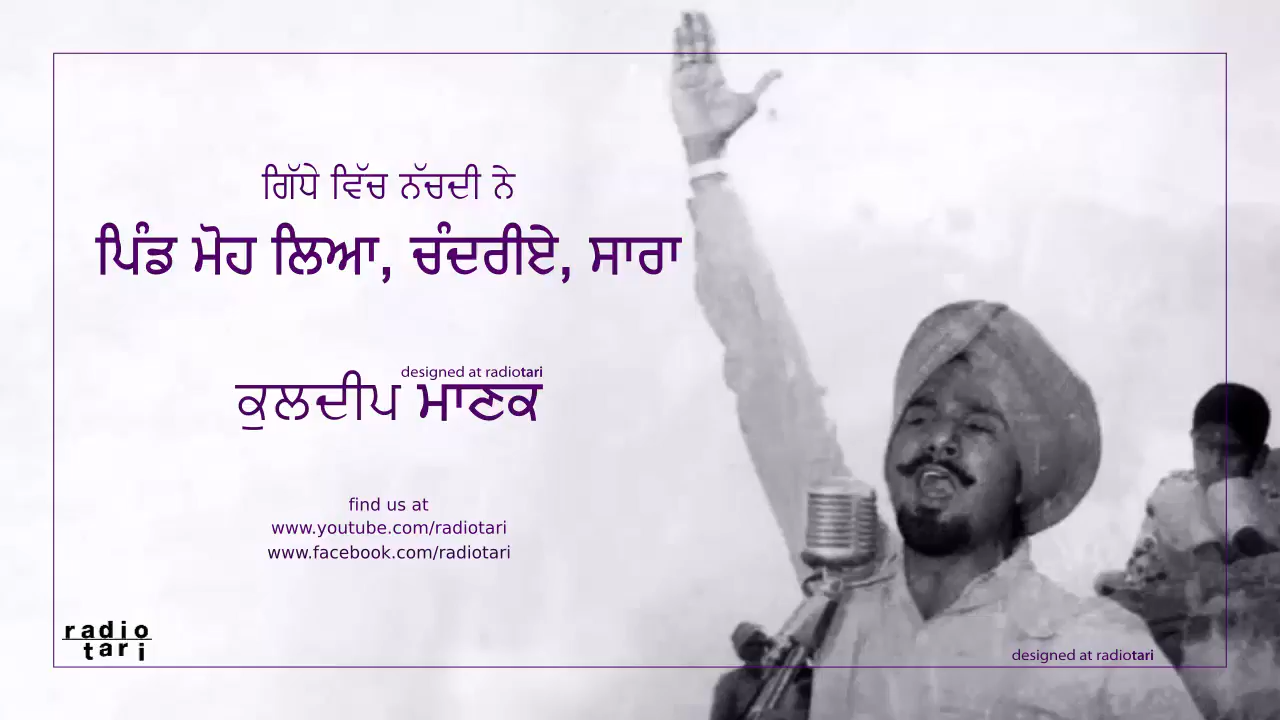 ਗਿੱਧੇ ਵਿੱਚ ਨੱਚਦੀ ਨੇ
ਪਿੰਡ ਮੋਹ ਲਿਆ, ਚੰਦਰੀਏ, ਸਾਰਾ
designed at radiotari
ਕੁਲਦੀਪ ਮਾਣਕ
find us at
www.youtube.com/radiotari
www.facebook.com/radiotari
radio
tari
designed at radiotari